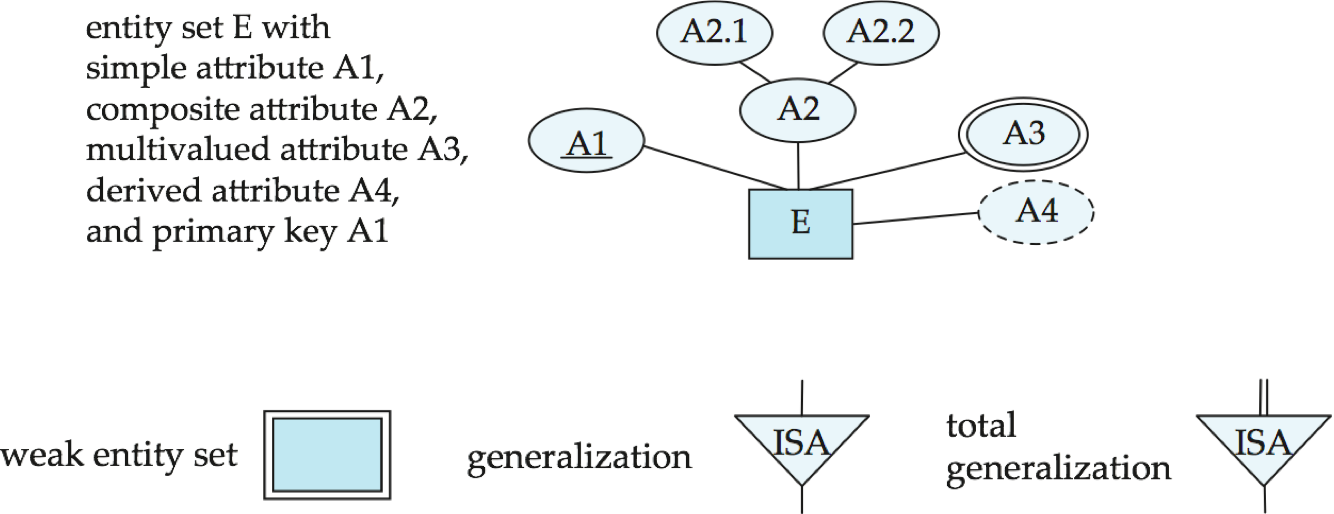 entity set E with
simple attribute A1,
composite attribute A2,
multivalued attribute A3,
derived attribute A4,
and primary key A1
A2.1
A2.2
A2
A1
A3
A4
E
weak entity set
generalization
ISA
total
generalization
ISA